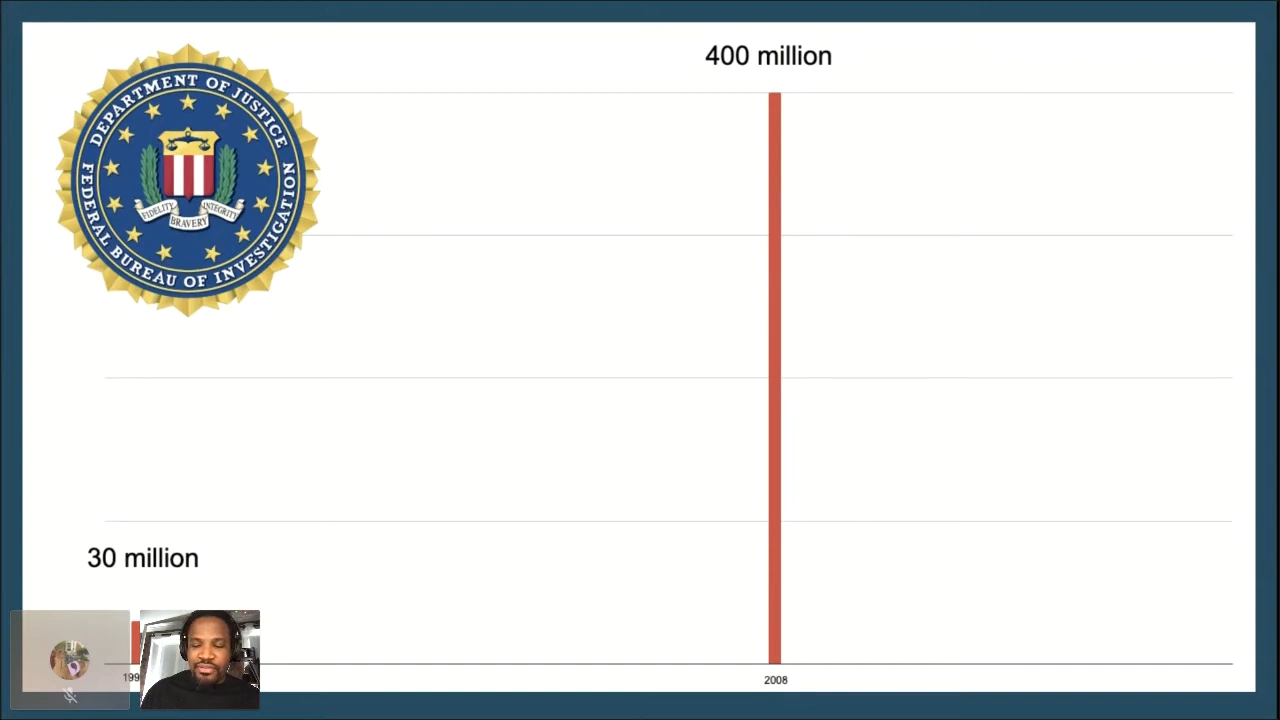 400 million
DEPARTMENT OF JUSTICE
FEDERAL BUREAU OF INVESTIGATION
FIDELITY
BRAVERY
INTEGRITY
30 million
2008